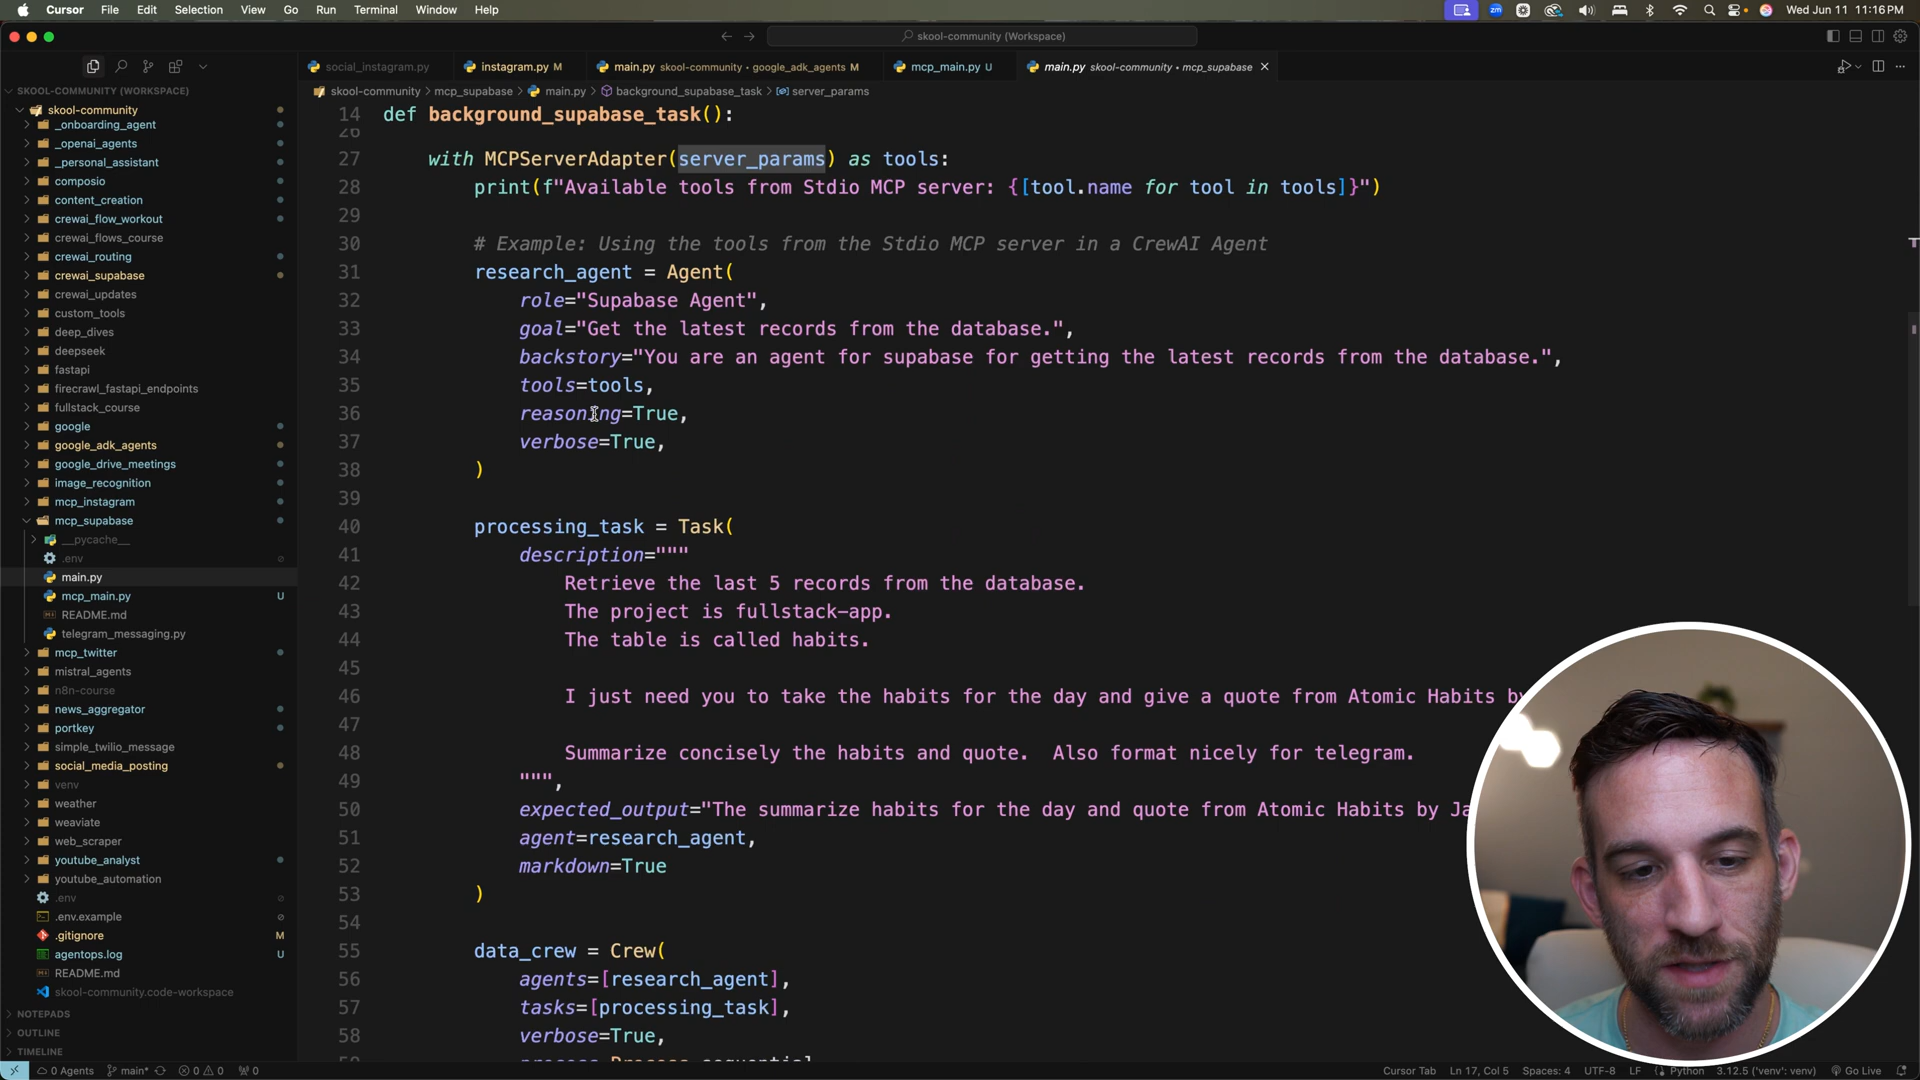 Cursor File Edit Selection View Go Run Terminal Window Help
Wed Jun 11 11:16 PM
skool-community (Workspace)
social_instagram.py
instagram.py M
main.py skool-community • google_adk_agents M
mcp_main.py U
main.py skool-community • mcp_supabase
skool-community > mcp_supabase > main.py > background_supabase_task > server_params
SKOOL-COMMUNITY (WORKSPACE)
skool-community
_onboarding_agent
_openai_agents
_personal_assistant
composio
content_creation
crewai_flow_workout
crewai_flows_course
crewai_routing
crewai_supabase
crewai_updates
custom_tools
deep_dives
deepseek
fastapi
firecrawl_fastapi_endpoints
fullstack_course
google
google_adk_agents
google_drive_meetings
image_recognition
mcp_instagram
mcp_supabase
__pycache__
.env
main.py
mcp_main.py U
README.md
telegram_messaging.py
mcp_twitter
mistral_agents
n8n-course
news_aggregator
portkey
simple_twilio_message
social_media_posting
venv
weather
weaviate
web_scraper
youtube_analyst
youtube_automation
.env
.env.example
.gitignore M
agentops.log U
README.md
skool-community.code-workspace
NOTEPADS
OUTLINE
TIMELINE
14 def background_supabase_task():
26
27 with MCPServerAdapter(server_params) as tools:
28 print(f"Available tools from Stdio MCP server: {[tool.name for tool in tools]}")
29
30 # Example: Using the tools from the Stdio MCP server in a CrewAI Agent
31 research_agent = Agent(
32 role="Supabase Agent",
33 goal="Get the latest records from the database.",
34 backstory="You are an agent for supabase for getting the latest records from the database.",
35 tools=tools,
36 reasoning=True,
37 verbose=True,
38 )
39
40 processing_task = Task(
41 description="""
42 Retrieve the last 5 records from the database.
43 The project is fullstack-app.
44 The table is called habits.
45
46 I just need you to take the habits for the day and give a quote from Atomic Habits by
47
48 Summarize concisely the habits and quote. Also format nicely for telegram.
49 """,
50 expected_output="The summarize habits for the day and quote from Atomic Habits by Ja
51 agent=research_agent,
52 markdown=True
53 )
54
55 data_crew = Crew(
56 agents=[research_agent],
57 tasks=[processing_task],
58 verbose=True,
0 Agents main* 0 0 0
Cursor Tab Ln 17, Col 5 Spaces: 4 UTF-8 LF Python 3.12.5 ('venv': venv) Go Live